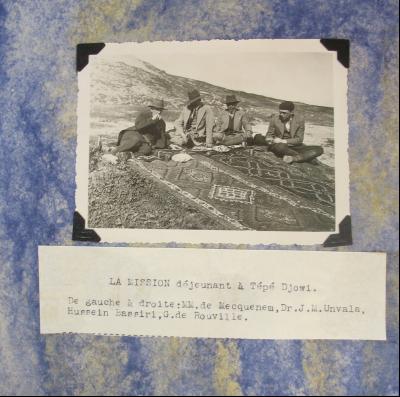 LA MISSION déjeunant à Tépé Djowi.
De gauche à droite:MM.de Mecquenem,Dr.J.M.Unvala,
Hussein Bassiri,G.de Rouville.